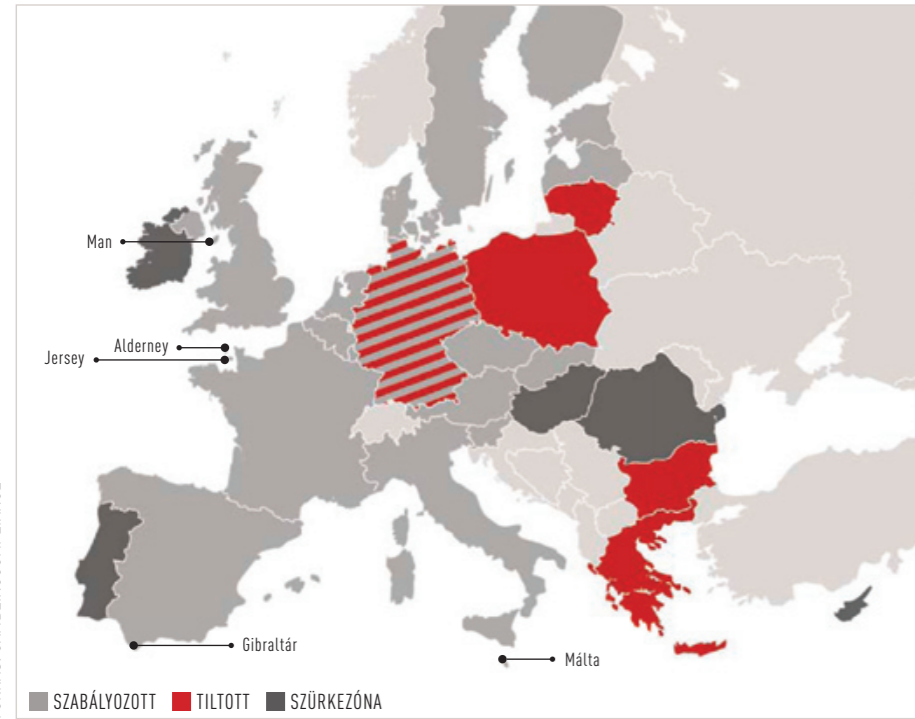 Man
Alderney
Jersey
Gibraltár
Málta
SZABÁLYOZOTT TILTOTT SZÜRKEZÓNA